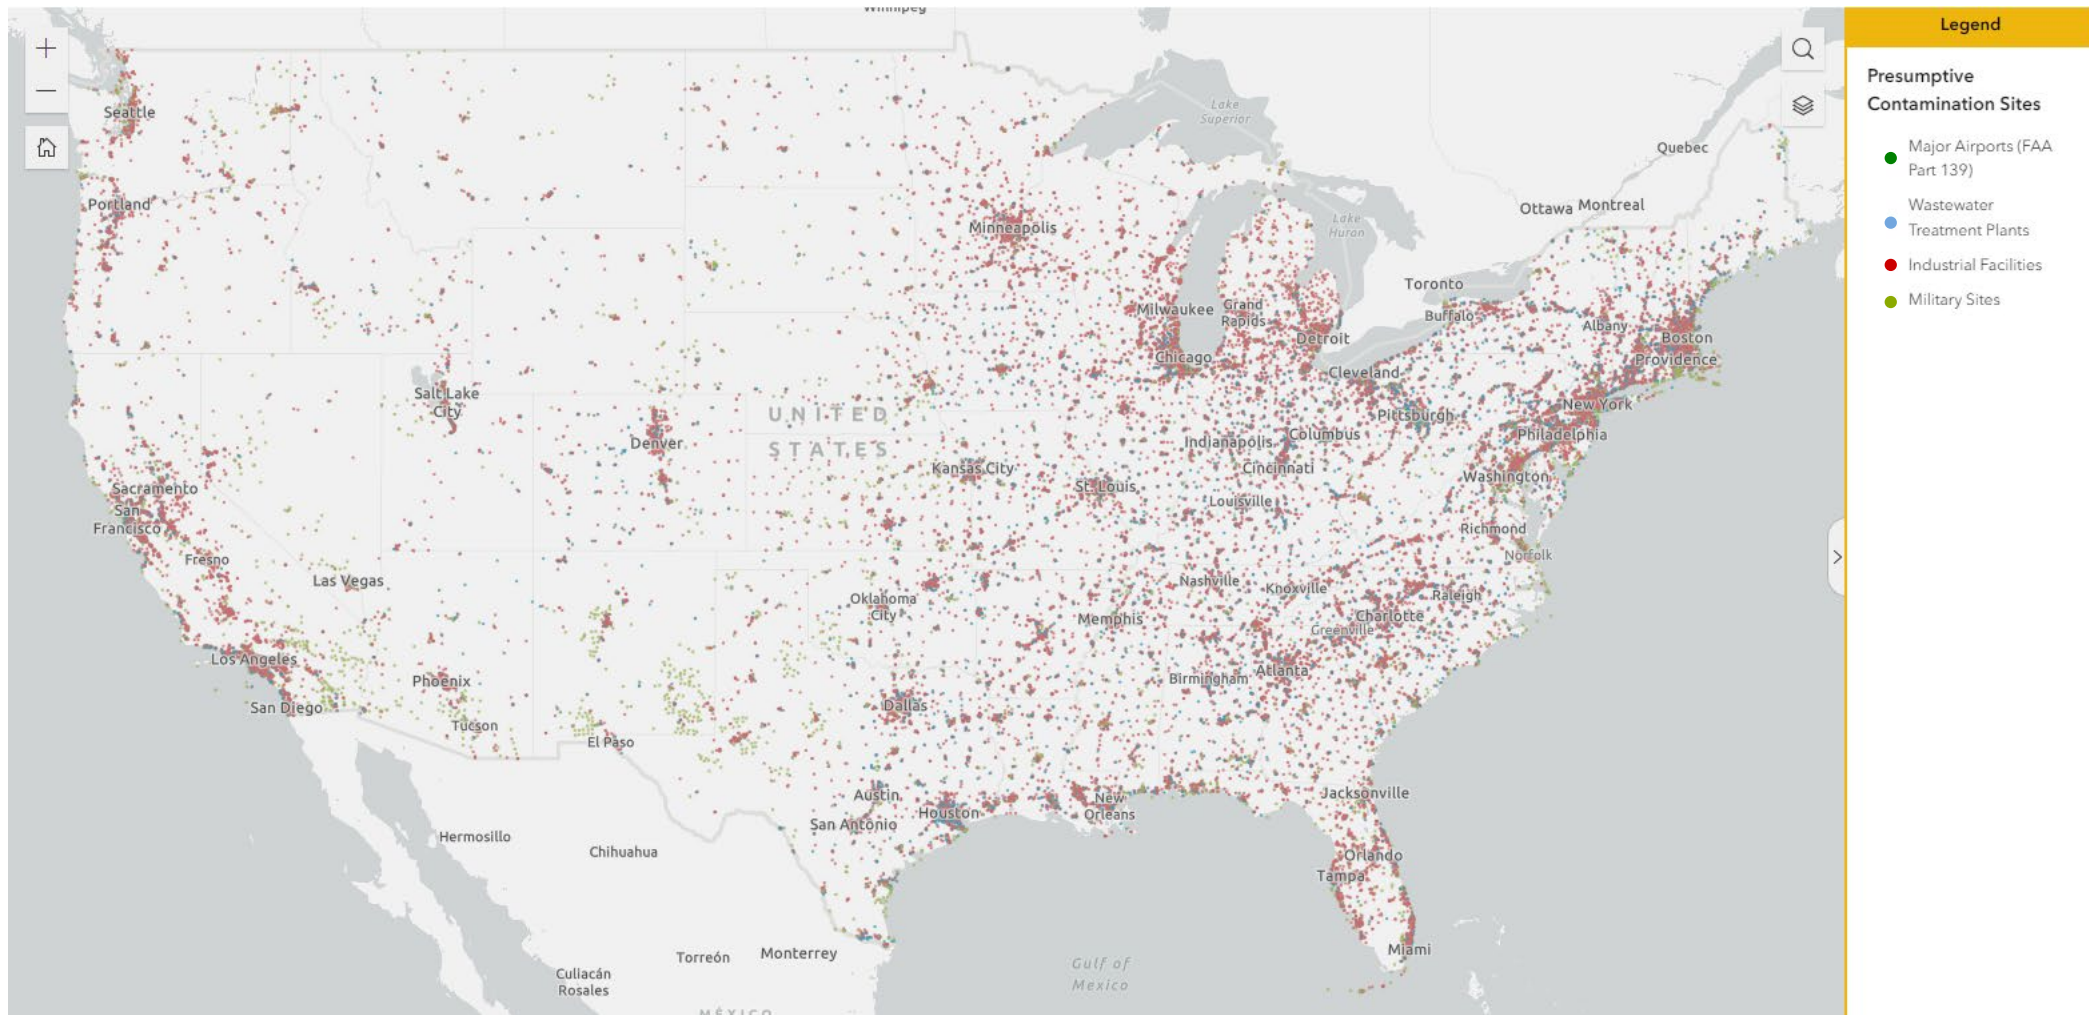 Winnipeg
Legend
Presumptive
Contamination Sites
Major Airports (FAA
Part 139)
Wastewater
Treatment Plants
Industrial Facilities
Military Sites
Seattle
Lake
Superior
Quebec
Portland
Ottawa
Montreal
Minneapolis
Lake
Huron
Toronto
Milwaukee
Grand
Rapids
Buffalo
Albany
Detroit
Boston
Chicago
Providence
Cleveland
Salt Lake
City
New York
UNITED
STATES
Pittsburgh
Denver
Indianapolis
Columbus
Philadelphia
Kansas City
Cincinnati
Washington
Sacramento
St. Louis
Louisville
San
Francisco
Richmond
Fresno
Norfolk
Las Vegas
Nashville
Knoxville
Oklahoma
City
Raleigh
Memphis
Charlotte
Greenville
Los Angeles
Phoenix
Birmingham
Atlanta
San Diego
Dallas
Tucson
El Paso
Austin
New
Orleans
Jacksonville
Houston
San Antonio
Hermosillo
Chihuahua
Orlando
Tampa
Miami
Torreón
Monterrey
Gulf of
Mexico
Culiacán
Rosales
MÉXICO